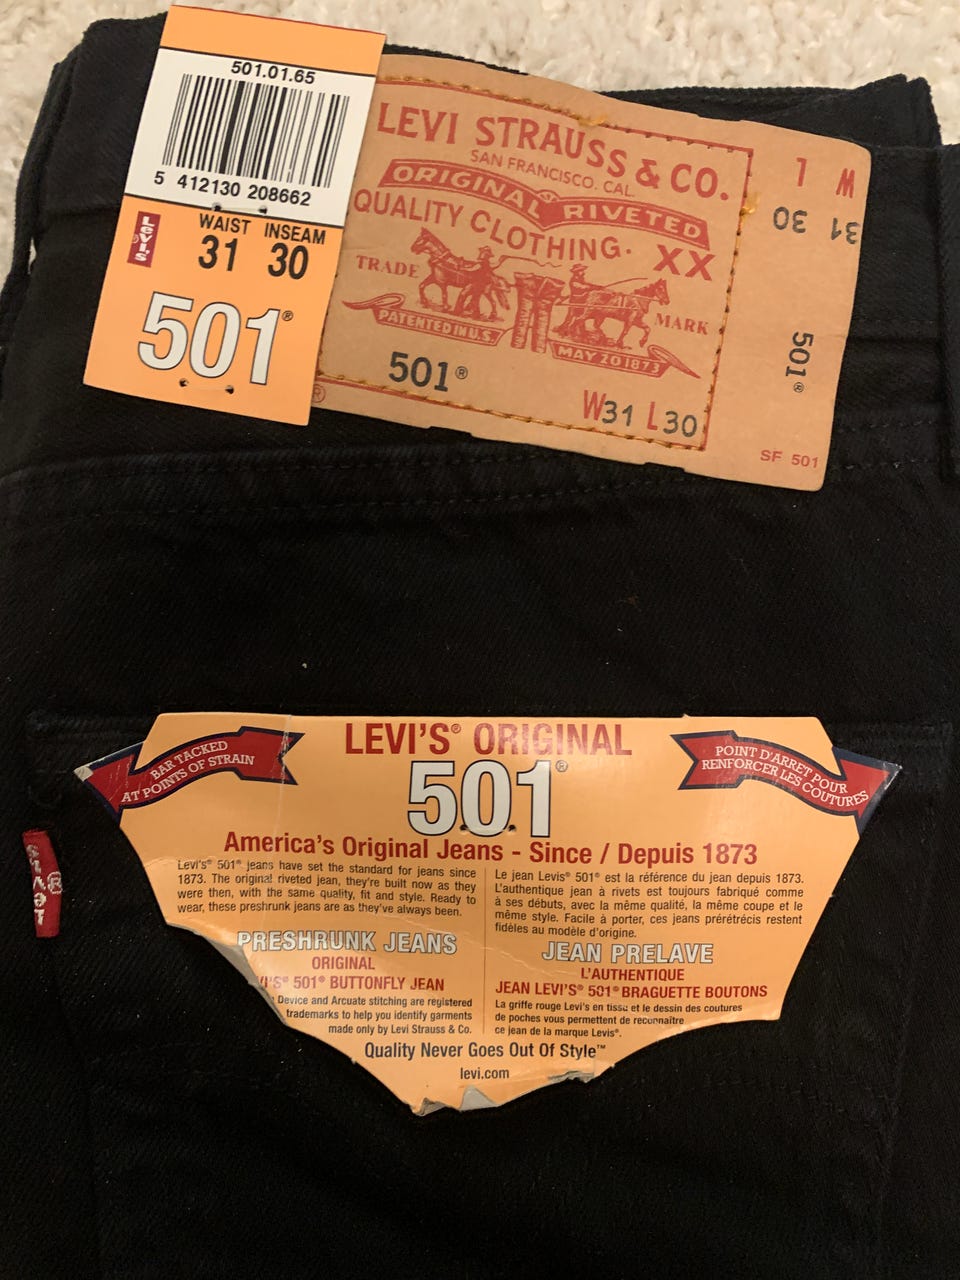 501.01.65
5 412130 208662
Levi's
®
WAIST INSEAM
31 30
501®
LEVI STRAUSS & CO.
SAN FRANCISCO. CAL.
ORIGINAL RIVETED
QUALITY CLOTHING. XX
TRADE MARK
PATENTED IN U.S. MAY 20 1873
501®
W31 L30
®
W L
31 30
501®
SF 501
BAR TACKED
AT POINTS OF STRAIN
LEVI'S® ORIGINAL
501®
POINT D'ARRET POUR
RENFORCER LES COUTURES
America's Original Jeans - Since / Depuis 1873
Levi's® 501® jeans have set the standard for jeans since
1873. The original riveted jean, they're built now as they
were then, with the same quality, fit and style. Ready to
wear, these preshrunk jeans are as they've always been.
PRESHRUNK JEANS
ORIGINAL
VI'S® 501® BUTTONFLY JEAN
Device and Arcuate stitching are registered
trademarks to help you identify garments
made only by Levi Strauss & Co.
Le jean Levis® 501® est la référence du jean depuis 1873.
L'authentique jean à rivets est toujours fabriqué comme
à ses débuts, avec la même qualité, la même coupe et le
même style. Facile à porter, ces jeans prérétrécis restent
fidèles au modèle d'origine.
JEAN PRELAVE
L'AUTHENTIQUE
JEAN LEVI'S® 501® BRAGUETTE BOUTONS
La griffe rouge Levi's en tissu et le dessin des coutures
de poches vous permettent de reconnaître
ce jean de la marque Levis®.
Quality Never Goes Out Of Style™
levi.com
LEVI'S
®